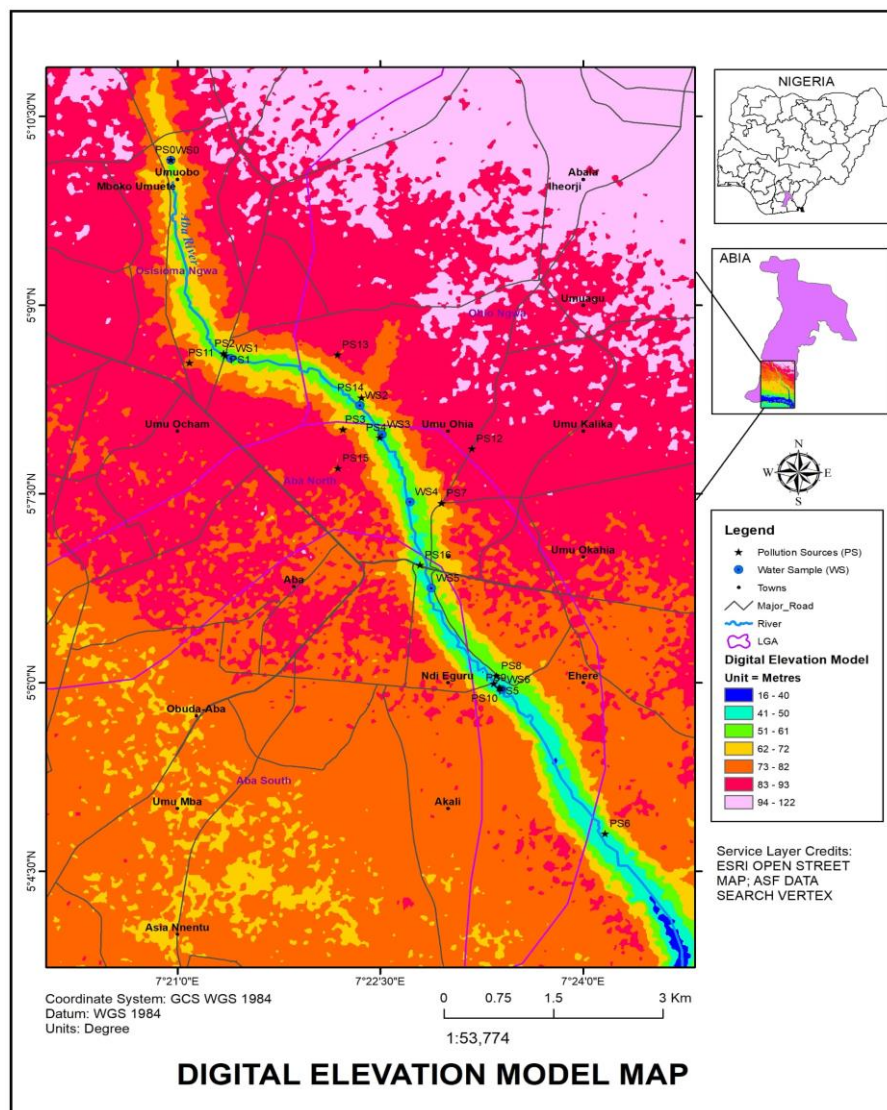 NIGERIA
ABIA
5°10'30"N
5°9'0"N
5°7'30"N
5°6'0"N
5°4'30"N
PS0WS0
Umuobo
Mboko Umuete
Aba River
Osisioma Ngwa
Abala
Iheorji
Umuagu
Obio Ngwa
PS2
WS1
PS1
PS11
PS13
PS14
WS2
PS3
WS3
PS4
Umu Ocham
Umu Ohia
Umu Kalika
PS12
PS15
Aba North
WS4
PS7
PS16
Umu Okahia
Aba
WS5
PS8
WS6
PS10
Ndi Eguru
Ehere
Obuda-Aba
Aba South
Umu Mba
Akali
PS6
Asla Nnentu
7°21'0"E
7°22'30"E
7°24'0"E
N
W
E
S
Legend
Pollution Sources (PS)
Water Sample (WS)
Towns
Major_Road
River
LGA
Digital Elevation Model
Unit = Metres
16 - 40
41 - 50
51 - 61
62 - 72
73 - 82
83 - 93
94 - 122
Service Layer Credits:
ESRI OPEN STREET
MAP; ASF DATA
SEARCH VERTEX
Coordinate System: GCS WGS 1984
Datum: WGS 1984
Units: Degree
0 0.75 1.5 3 Km
1:53,774
DIGITAL ELEVATION MODEL MAP